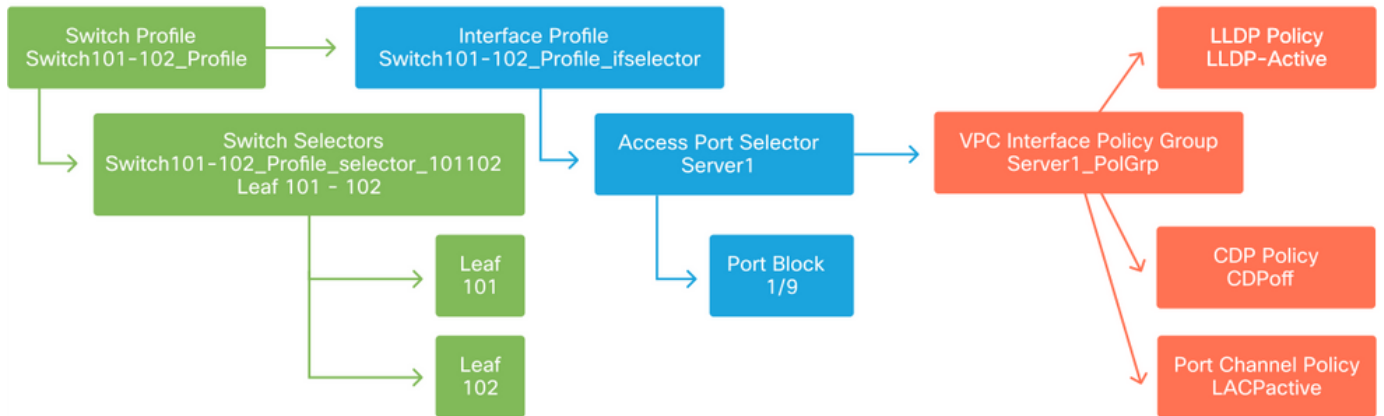 Switch Profile
Switch101-102_Profile
Interface Profile
Switch101-102_Profile_ifselector
LLDP Policy
LLDP-Active
Switch Selectors
Switch101-102_Profile_selector_101102
Leaf 101 - 102
Access Port Selector
Server1
VPC Interface Policy Group
Server1_PolGrp
Leaf
101
Port Block
1/9
CDP Policy
CDPoff
Leaf
102
Port Channel Policy
LACPactive